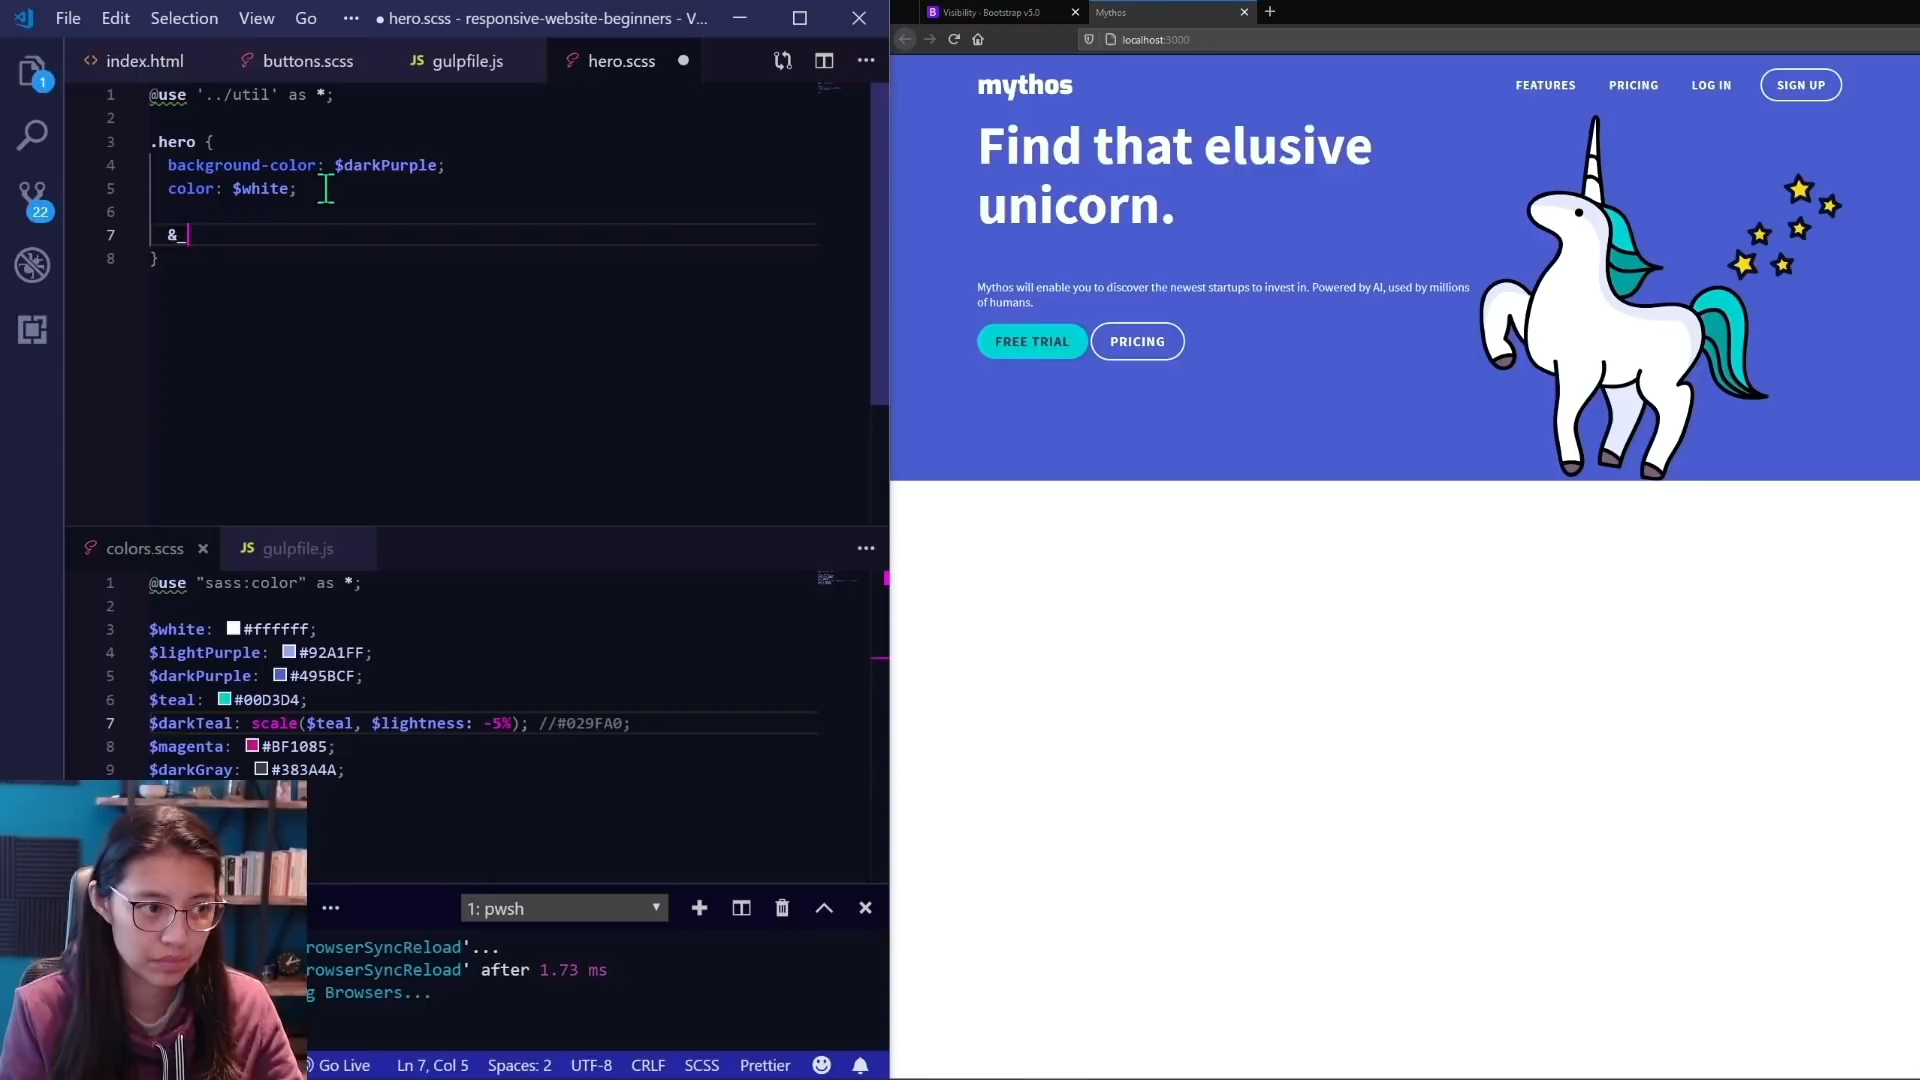 File Edit Selection View Go ••• ● hero.scss - responsive-website-beginners - V...
index.html buttons.scss JS gulpfile.js hero.scss ● •••
1
22
1 @use '../util' as *;
2
3 .hero {
4 background-color: $darkPurple;
5 color: $white;
6
7 &_
8 }
colors.scss × JS gulpfile.js •••
1 @use "sass:color" as *;
2
3 $white: #ffffff;
4 $lightPurple: #92A1FF;
5 $darkPurple: #495BCF;
6 $teal: #00D3D4;
7 $darkTeal: scale($teal, $lightness: -5%); //#029FA0;
8 $magenta: #BF1085;
9 $darkGray: #383A4A;
••• 1: pwsh
rowserSyncReload'...
rowserSyncReload' after 1.73 ms
g Browsers...
Go Live Ln 7, Col 5 Spaces: 2 UTF-8 CRLF SCSS Prettier
B Visibility · Bootstrap v5.0 Mythos
localhost:3000
mythos FEATURES PRICING LOG IN SIGN UP
Find that elusive
unicorn.
Mythos will enable you to discover the newest startups to invest in. Powered by AI, used by millions
of humans.
FREE TRIAL PRICING